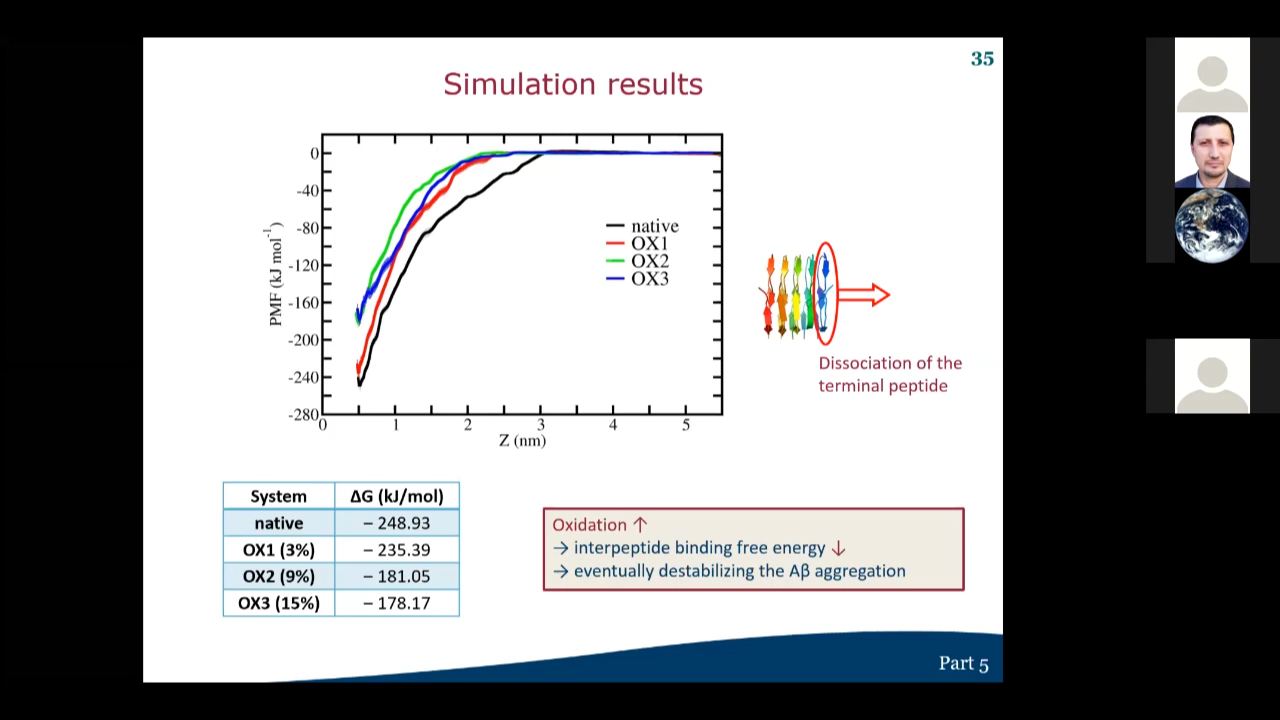 35
Simulation results
0
-40
-80
-120
-160
-200
-240
-280
PMF (kJ mol-1)
native
OX1
OX2
OX3
0 1 2 3 4 5
Z (nm)
Dissociation of the
terminal peptide
System ΔG (kJ/mol)
native – 248.93
OX1 (3%) – 235.39
OX2 (9%) – 181.05
OX3 (15%) – 178.17
Oxidation ↑
→ interpeptide binding free energy ↓
→ eventually destabilizing the Aβ aggregation
Part 5